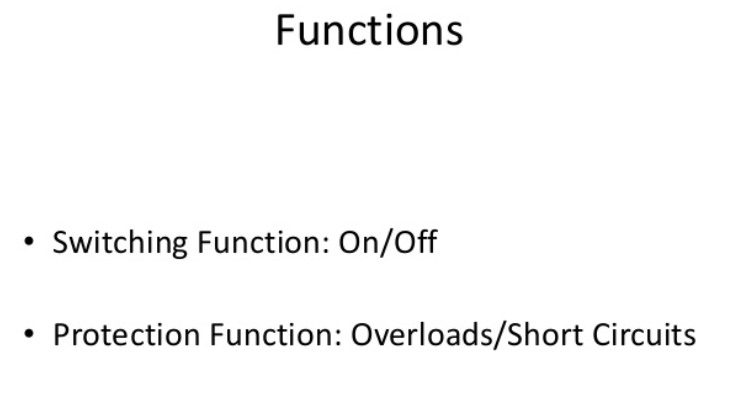 Functions
• Switching Function: On/Off
• Protection Function: Overloads/Short Circuits